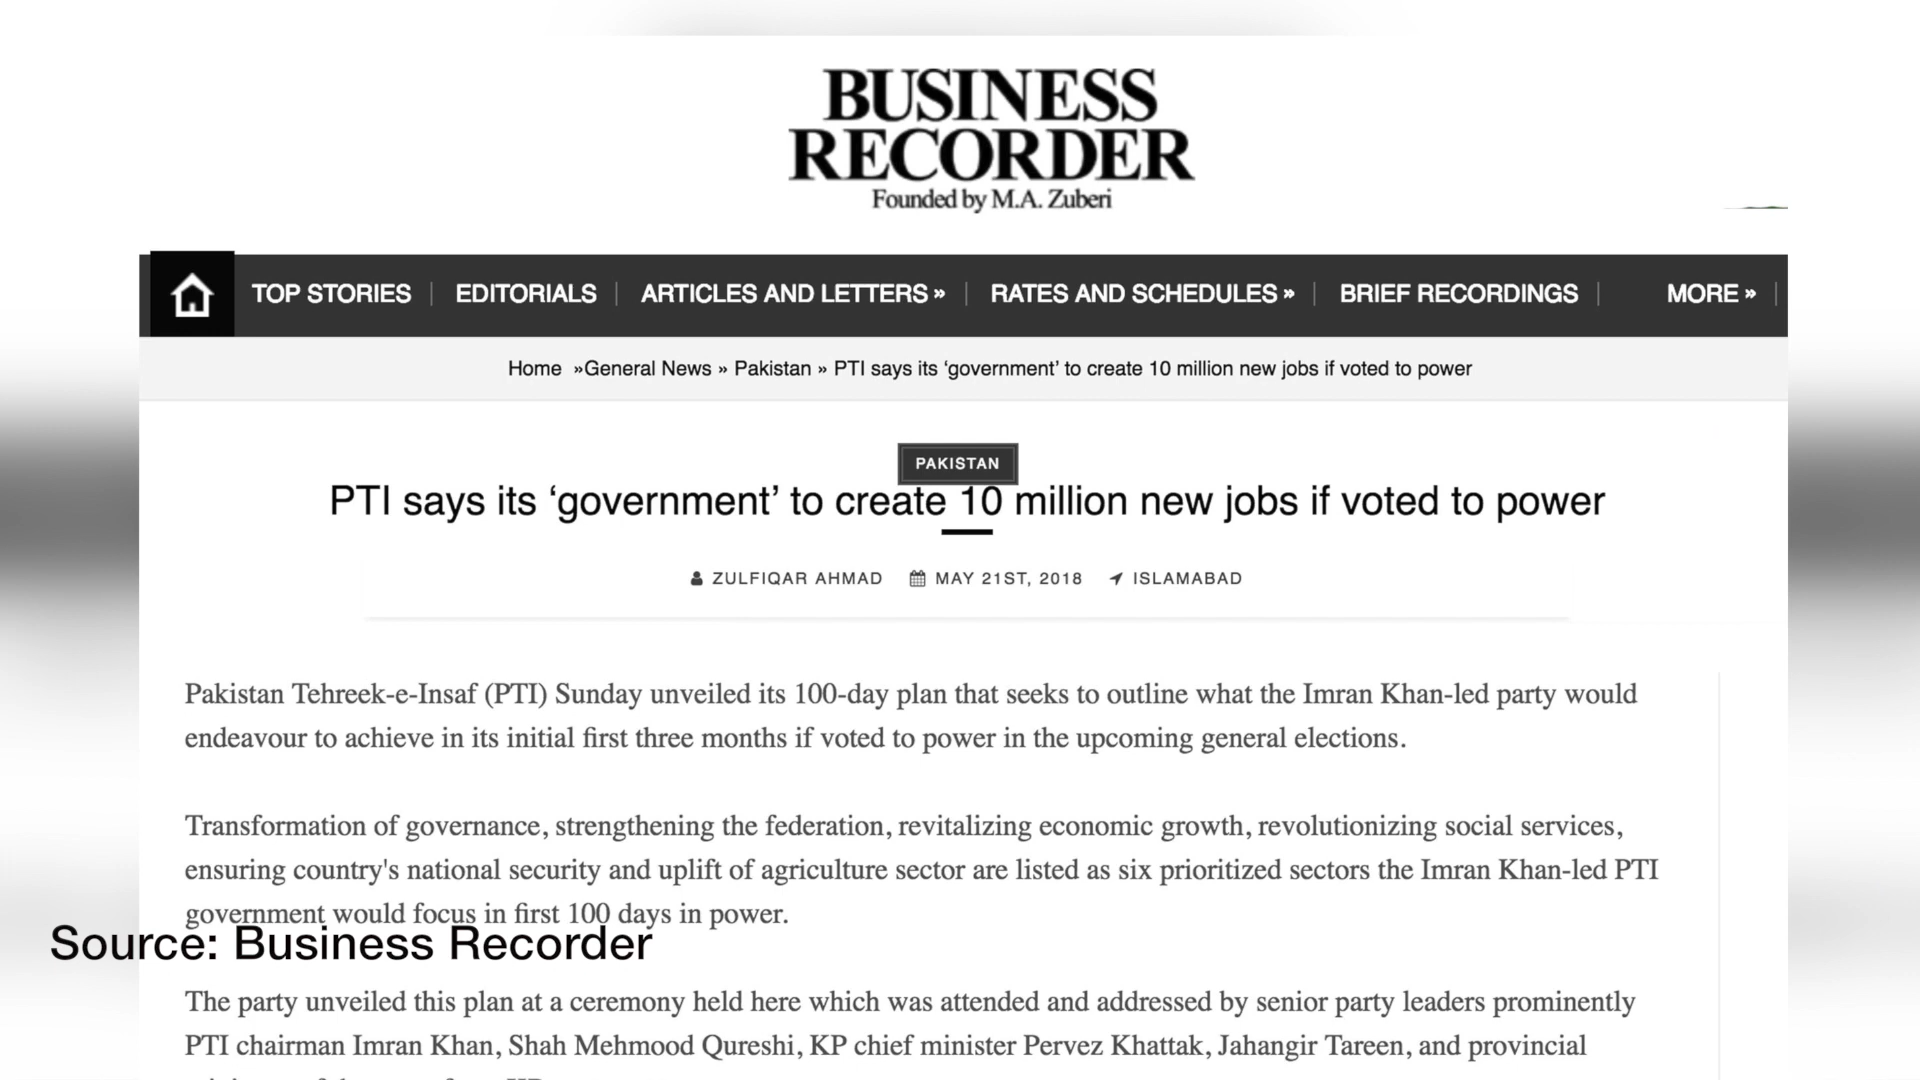 BUSINESS
RECORDER
Founded by M.A. Zuberi
TOP STORIES EDITORIALS ARTICLES AND LETTERS » RATES AND SCHEDULES » BRIEF RECORDINGS MORE »
Home »General News » Pakistan » PTI says its ‘government’ to create 10 million new jobs if voted to power
PAKISTAN
PTI says its ‘government’ to create 10 million new jobs if voted to power
ZULFIQAR AHMAD MAY 21ST, 2018 ISLAMABAD
Pakistan Tehreek-e-Insaf (PTI) Sunday unveiled its 100-day plan that seeks to outline what the Imran Khan-led party would
endeavour to achieve in its initial first three months if voted to power in the upcoming general elections.
Transformation of governance, strengthening the federation, revitalizing economic growth, revolutionizing social services,
ensuring country's national security and uplift of agriculture sector are listed as six prioritized sectors the Imran Khan-led PTI
government would focus in first 100 days in power.
Source: Business Recorder
The party unveiled this plan at a ceremony held here which was attended and addressed by senior party leaders prominently
PTI chairman Imran Khan, Shah Mehmood Qureshi, KP chief minister Pervez Khattak, Jahangir Tareen, and provincial